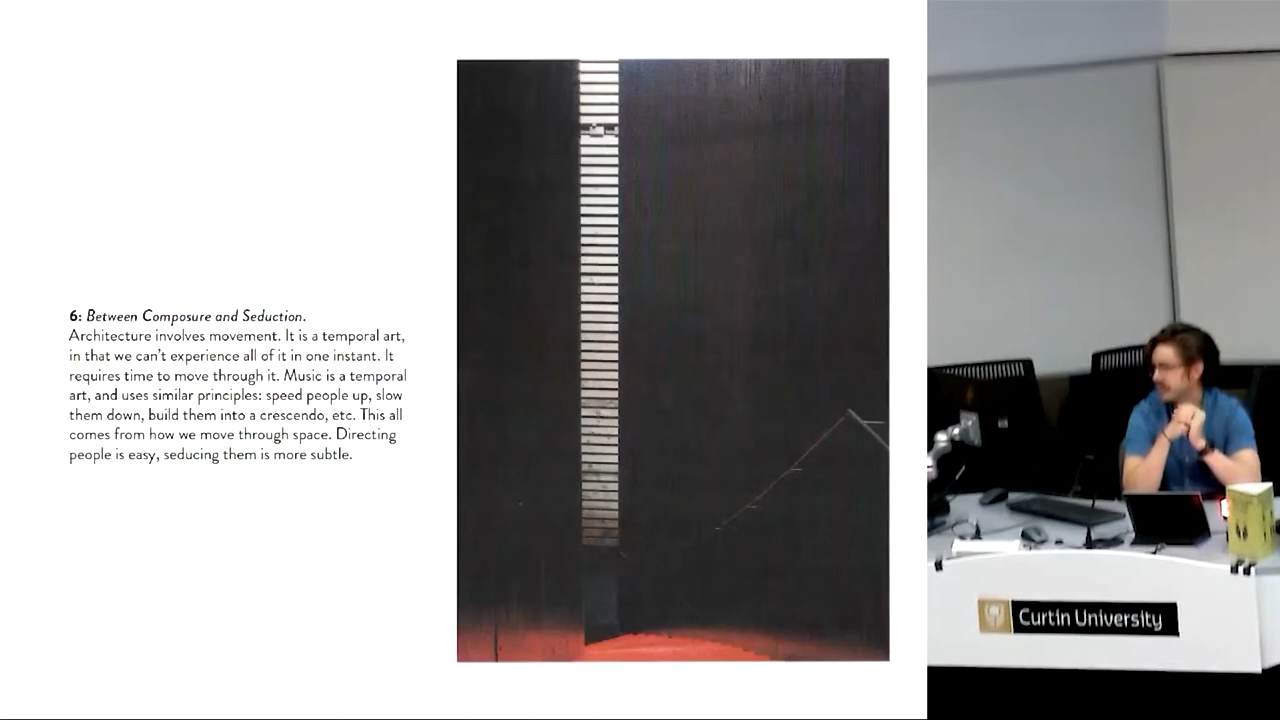 6: Between Composure and Seduction.
Architecture involves movement. It is a temporal art,
in that we can't experience all of it in one instant. It
requires time to move through it. Music is a temporal
art, and uses similar principles: speed people up, slow
them down, build them into a crescendo, etc. This all
comes from how we move through space. Directing
people is easy, seducing them is more subtle.
Curtin University